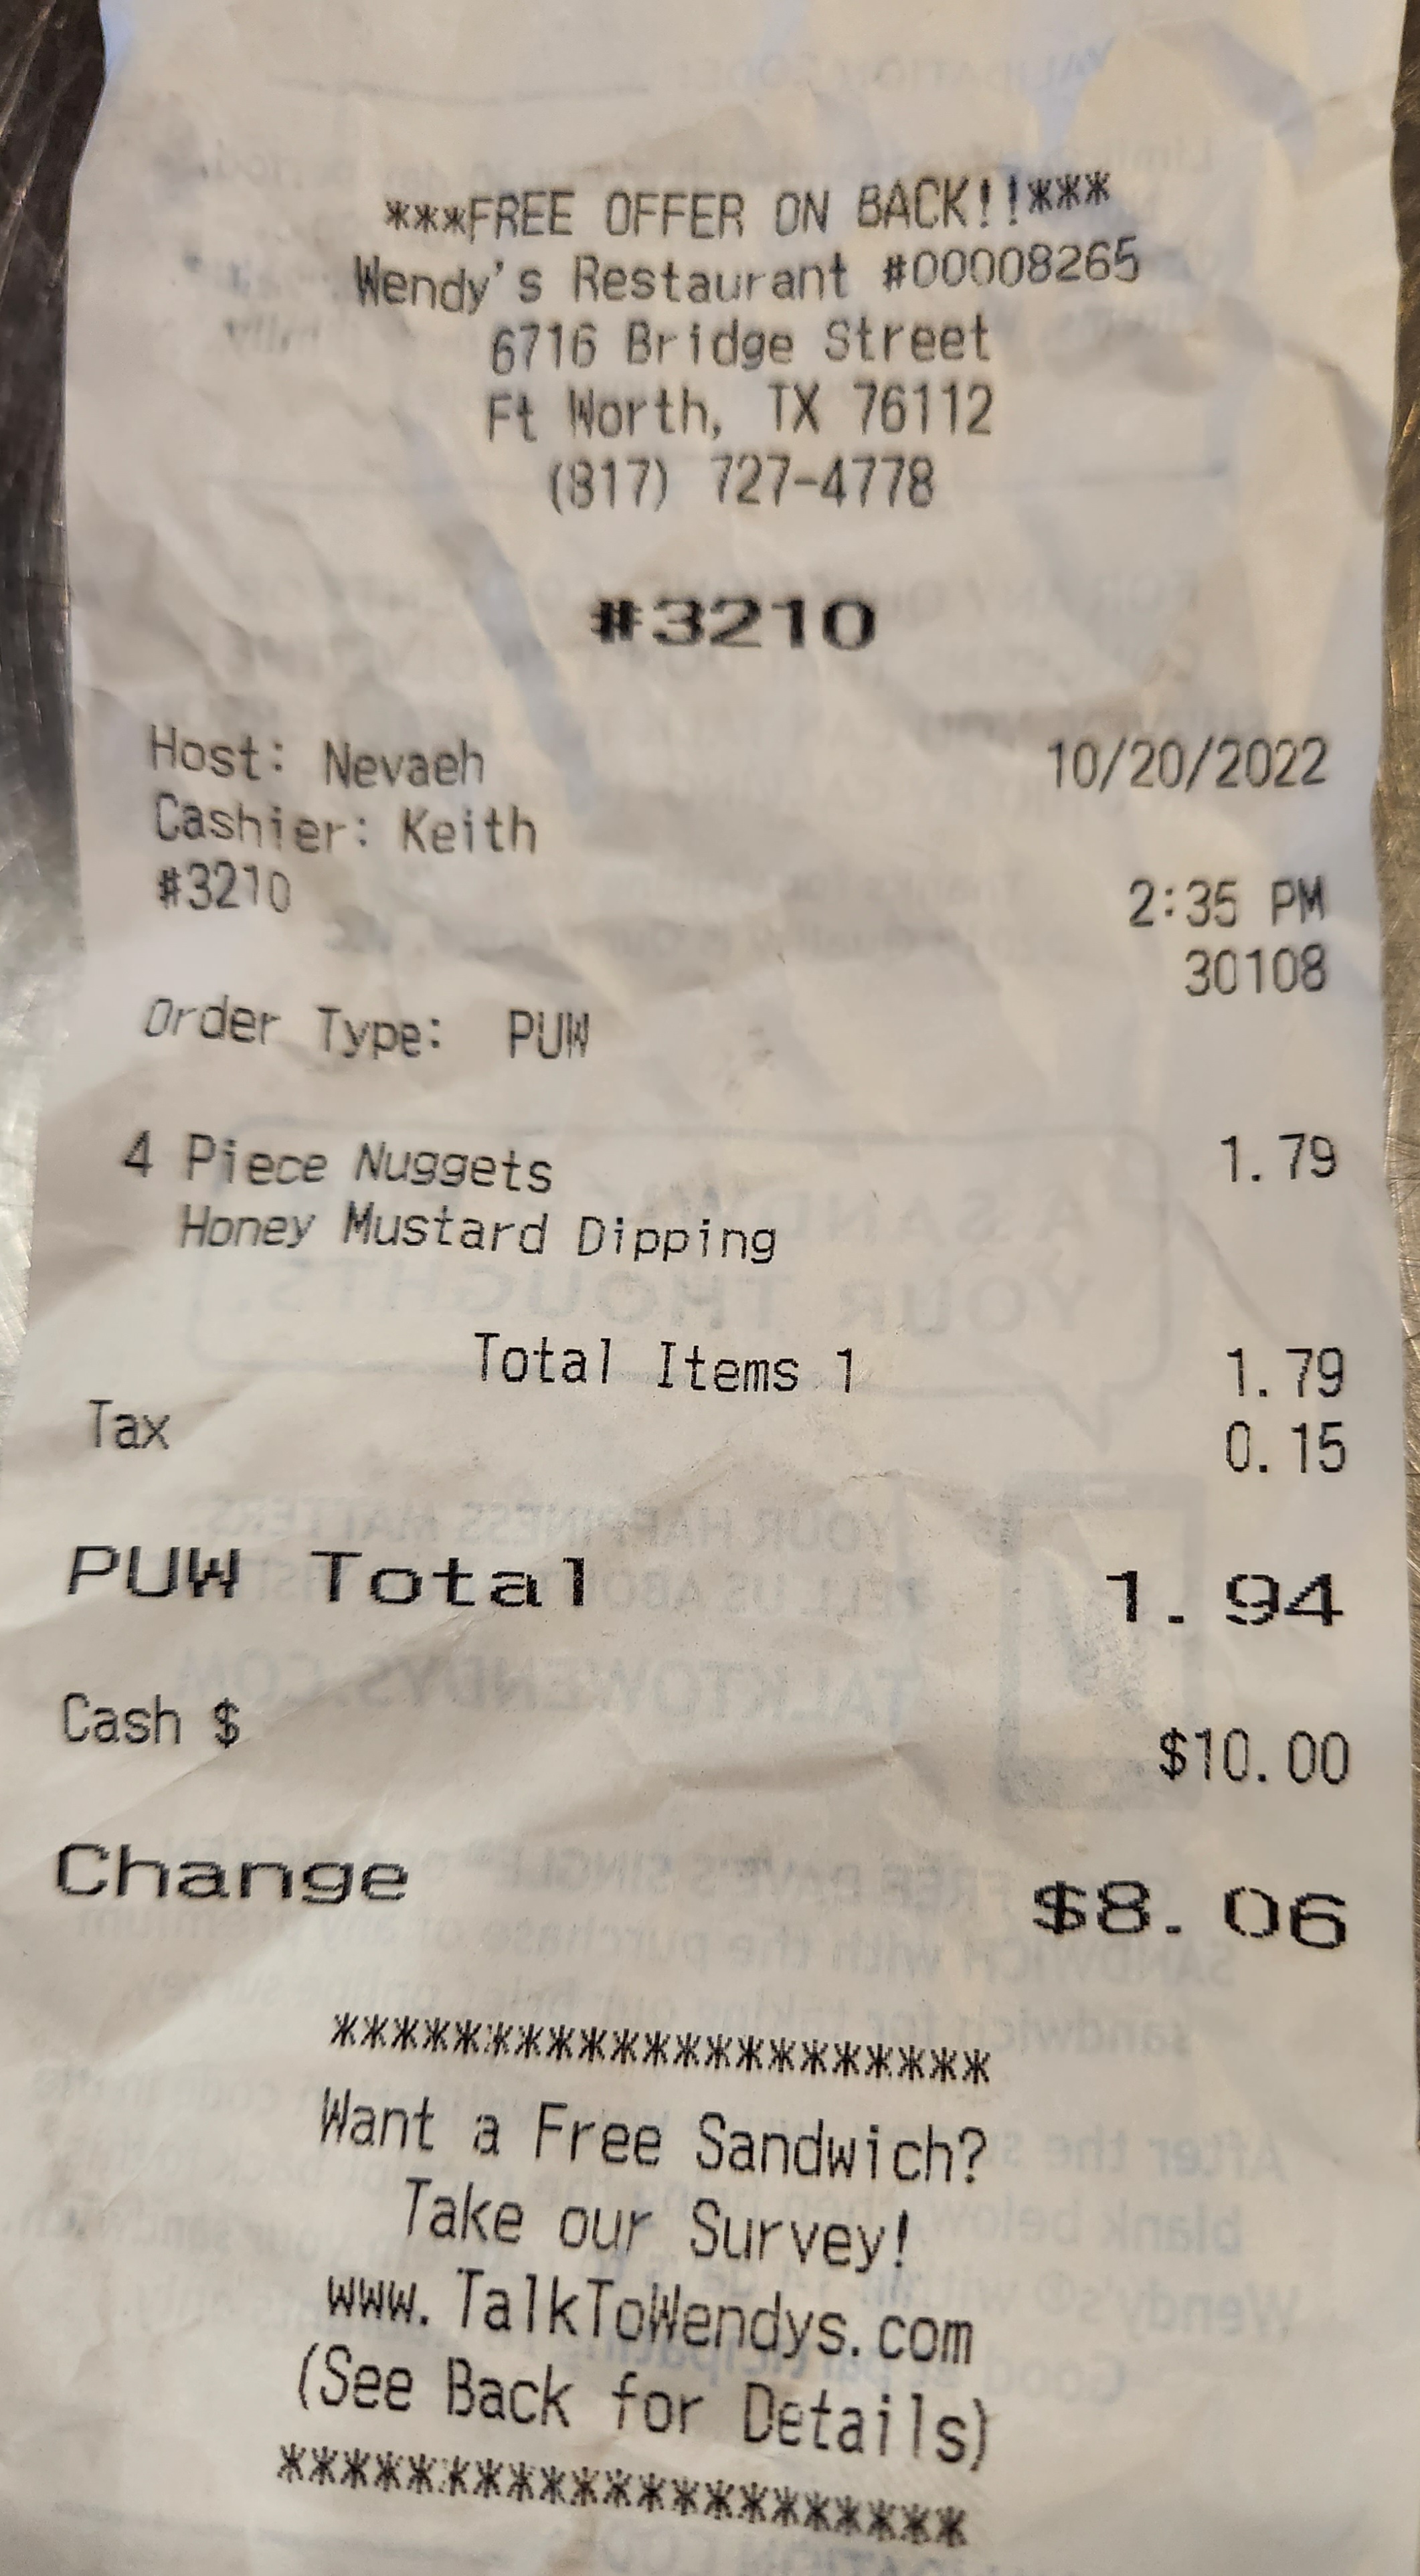 ***FREE OFFER ON BACK!!***
Wendy's Restaurant #00008265
6716 Bridge Street
Ft Worth, TX 76112
(817) 727-4778
#3210
Host: Nevaeh 10/20/2022
Cashier: Keith
#3210 2:35 PM
30108
Order Type: PUW
4 Piece Nuggets 1.79
Honey Mustard Dipping
Total Items 1 1.79
Tax 0.15
PUW Total 1.94
Cash $ $10.00
Change $8.06
*********************
Want a Free Sandwich?
Take our Survey!
www.TalkToWendys.com
(See Back for Details)
*********************